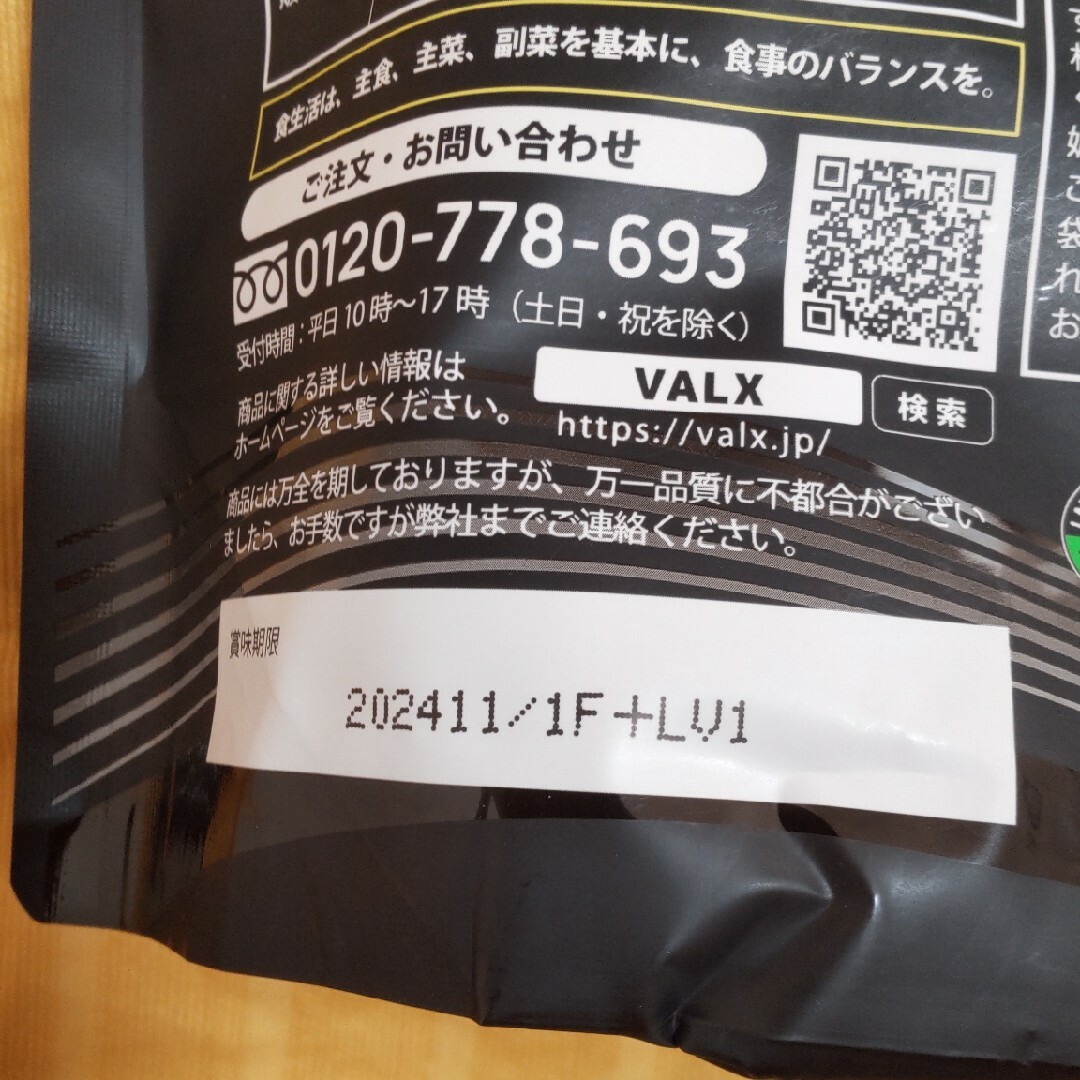 食生活は、主食、主菜、副菜を基本に、食事のバランスを。
ご注文・お問い合わせ
0120-778-693
受付時間：平日10時～17時（土日・祝を除く）
商品に関する詳しい情報は
ホームページをご覧ください。
VALX
検索
https://valx.jp/
商品には万全を期しておりますが、万一品質に不都合がござい
ましたら、お手数ですが弊社までご連絡ください。
賞味期限
202411/1F+LV1
こ
袋
れ
お